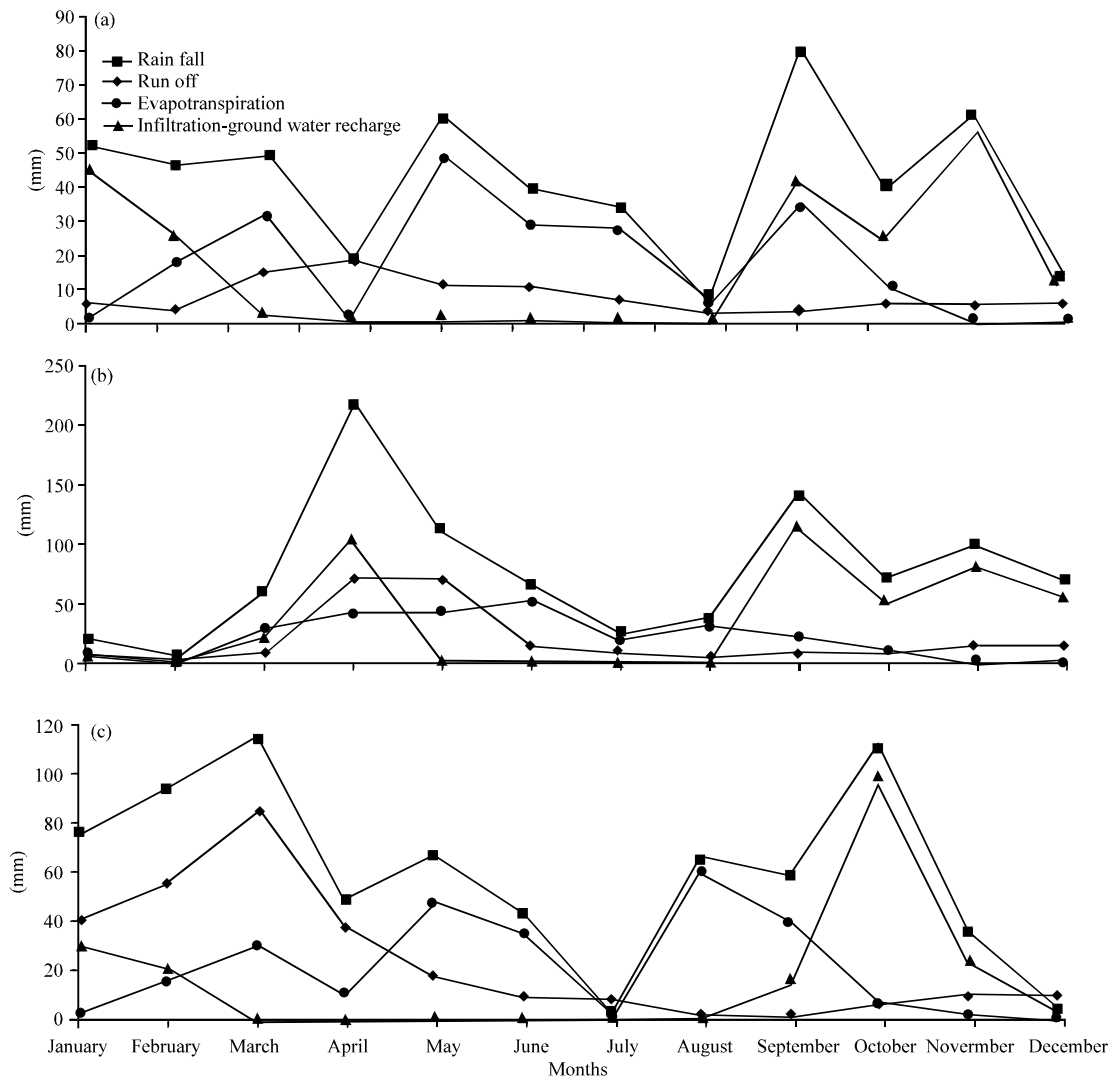 (a)
Rain fall
Run off
Evapotranspiration
Infiltration-ground water recharge
90
80
70
60
50
40
30
20
10
0
(mm)
(b)
250
200
150
100
50
0
(mm)
(c)
120
100
80
60
40
20
0
(mm)
January February March April May June July August September October Novermber December
Months